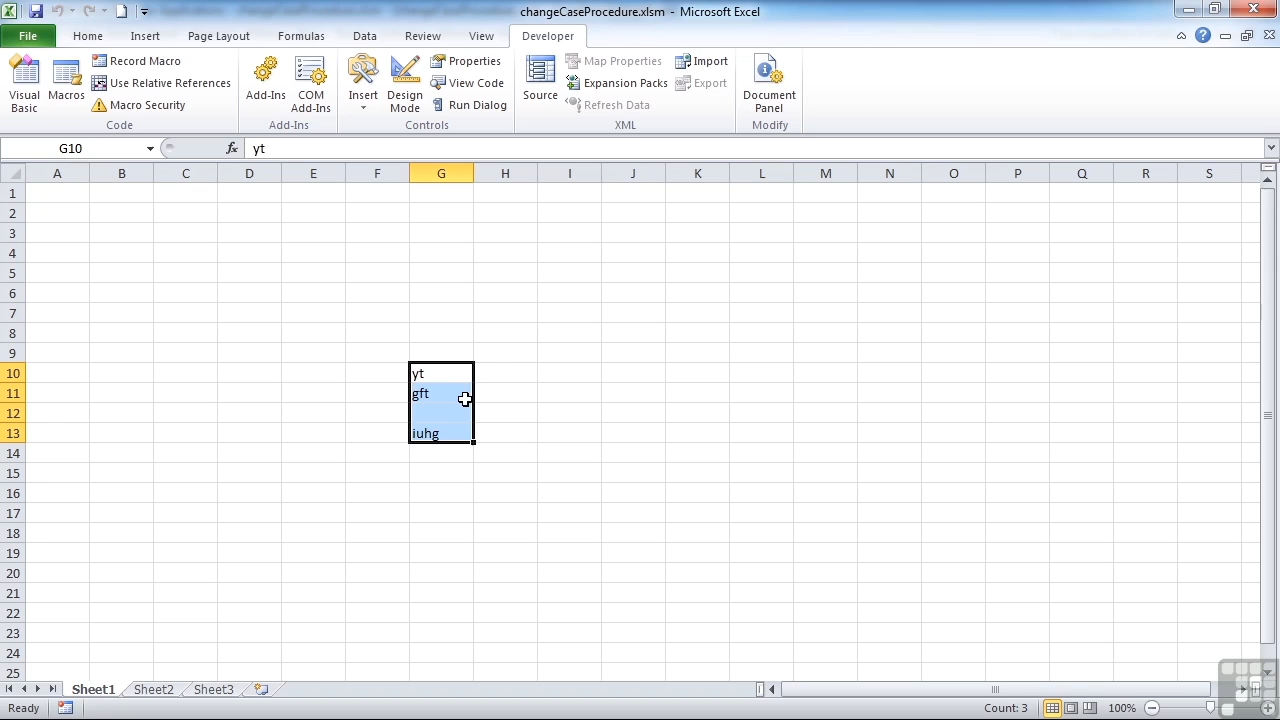 changeCaseProcedure.xlsm - Microsoft Excel
File Home Insert Page Layout Formulas Data Review View Developer
Visual Basic
Macros
Record Macro
Use Relative References
Macro Security
Code
Add-Ins
COM Add-Ins
Add-Ins
Insert
Design Mode
Properties
View Code
Run Dialog
Controls
Source
Map Properties
Expansion Packs
Refresh Data
Import
Export
XML
Document Panel
Modify
G10 fx yt
A B C D E F G H I J K L M N O P Q R S
1
2
3
4
5
6
7
8
9
10 yt
11 gft
12
13 iuhg
14
15
16
17
18
19
20
21
22
23
24
25
Sheet1 Sheet2 Sheet3
Ready Count: 3 100%